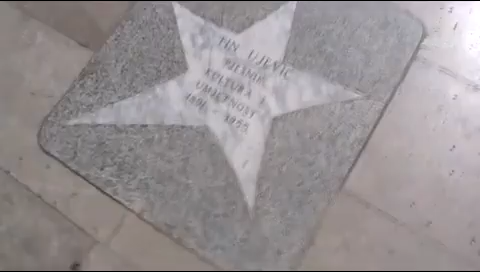 TIN UJEVIĆ
PJESNIK
KULTURA I
UMJETNOST
1891 - 1955